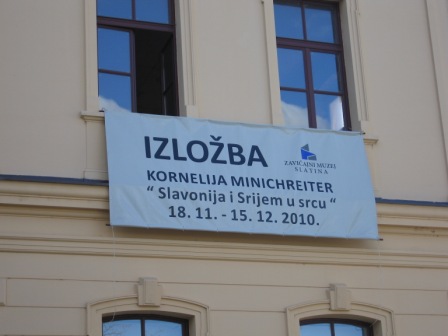 IZLOŽBA
ZAVIČAJNI MUZEJ
SLATINA
KORNELIJA MINICHREITER
“ Slavonija i Srijem u srcu “
18. 11. - 15. 12. 2010.